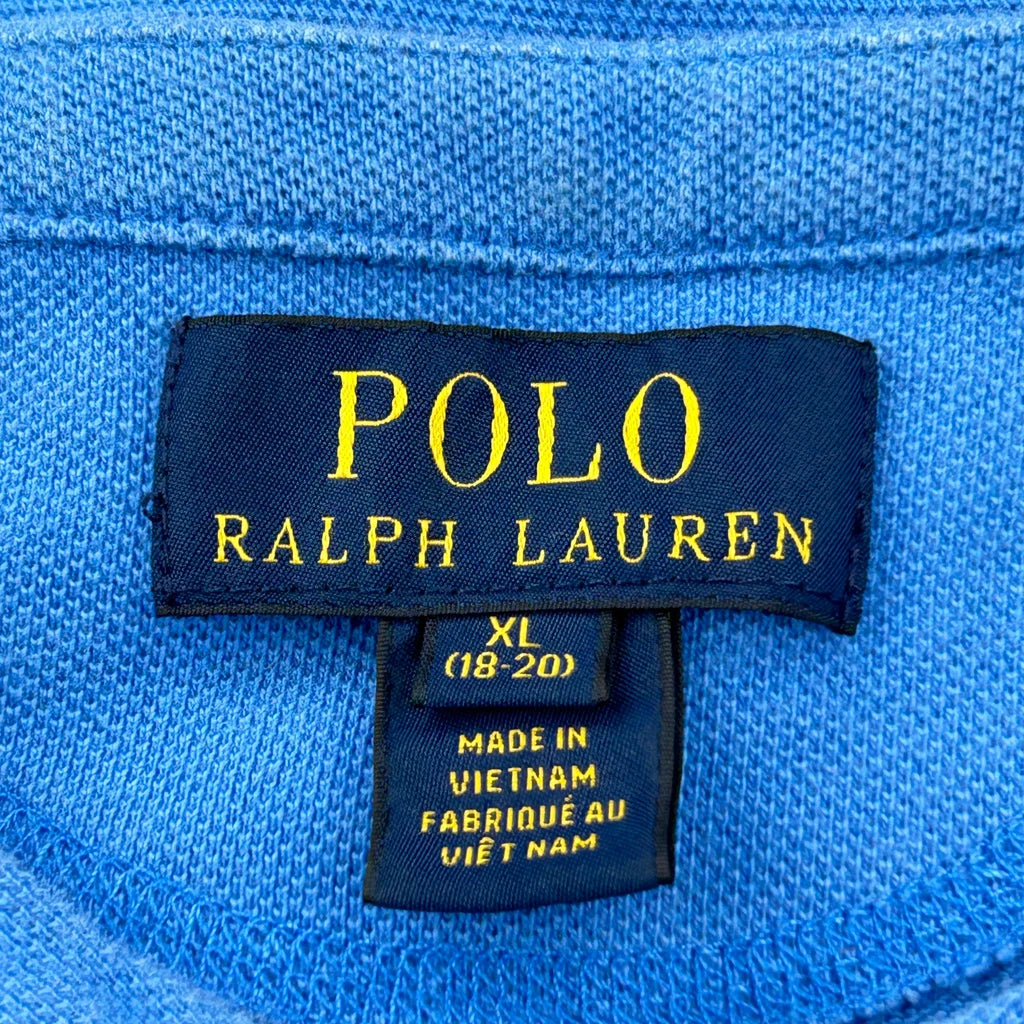 POLO
RALPH LAUREN
XL
(18-20)
MADE IN
VIETNAM
FABRIQUÉ AU
VIÊT NAM